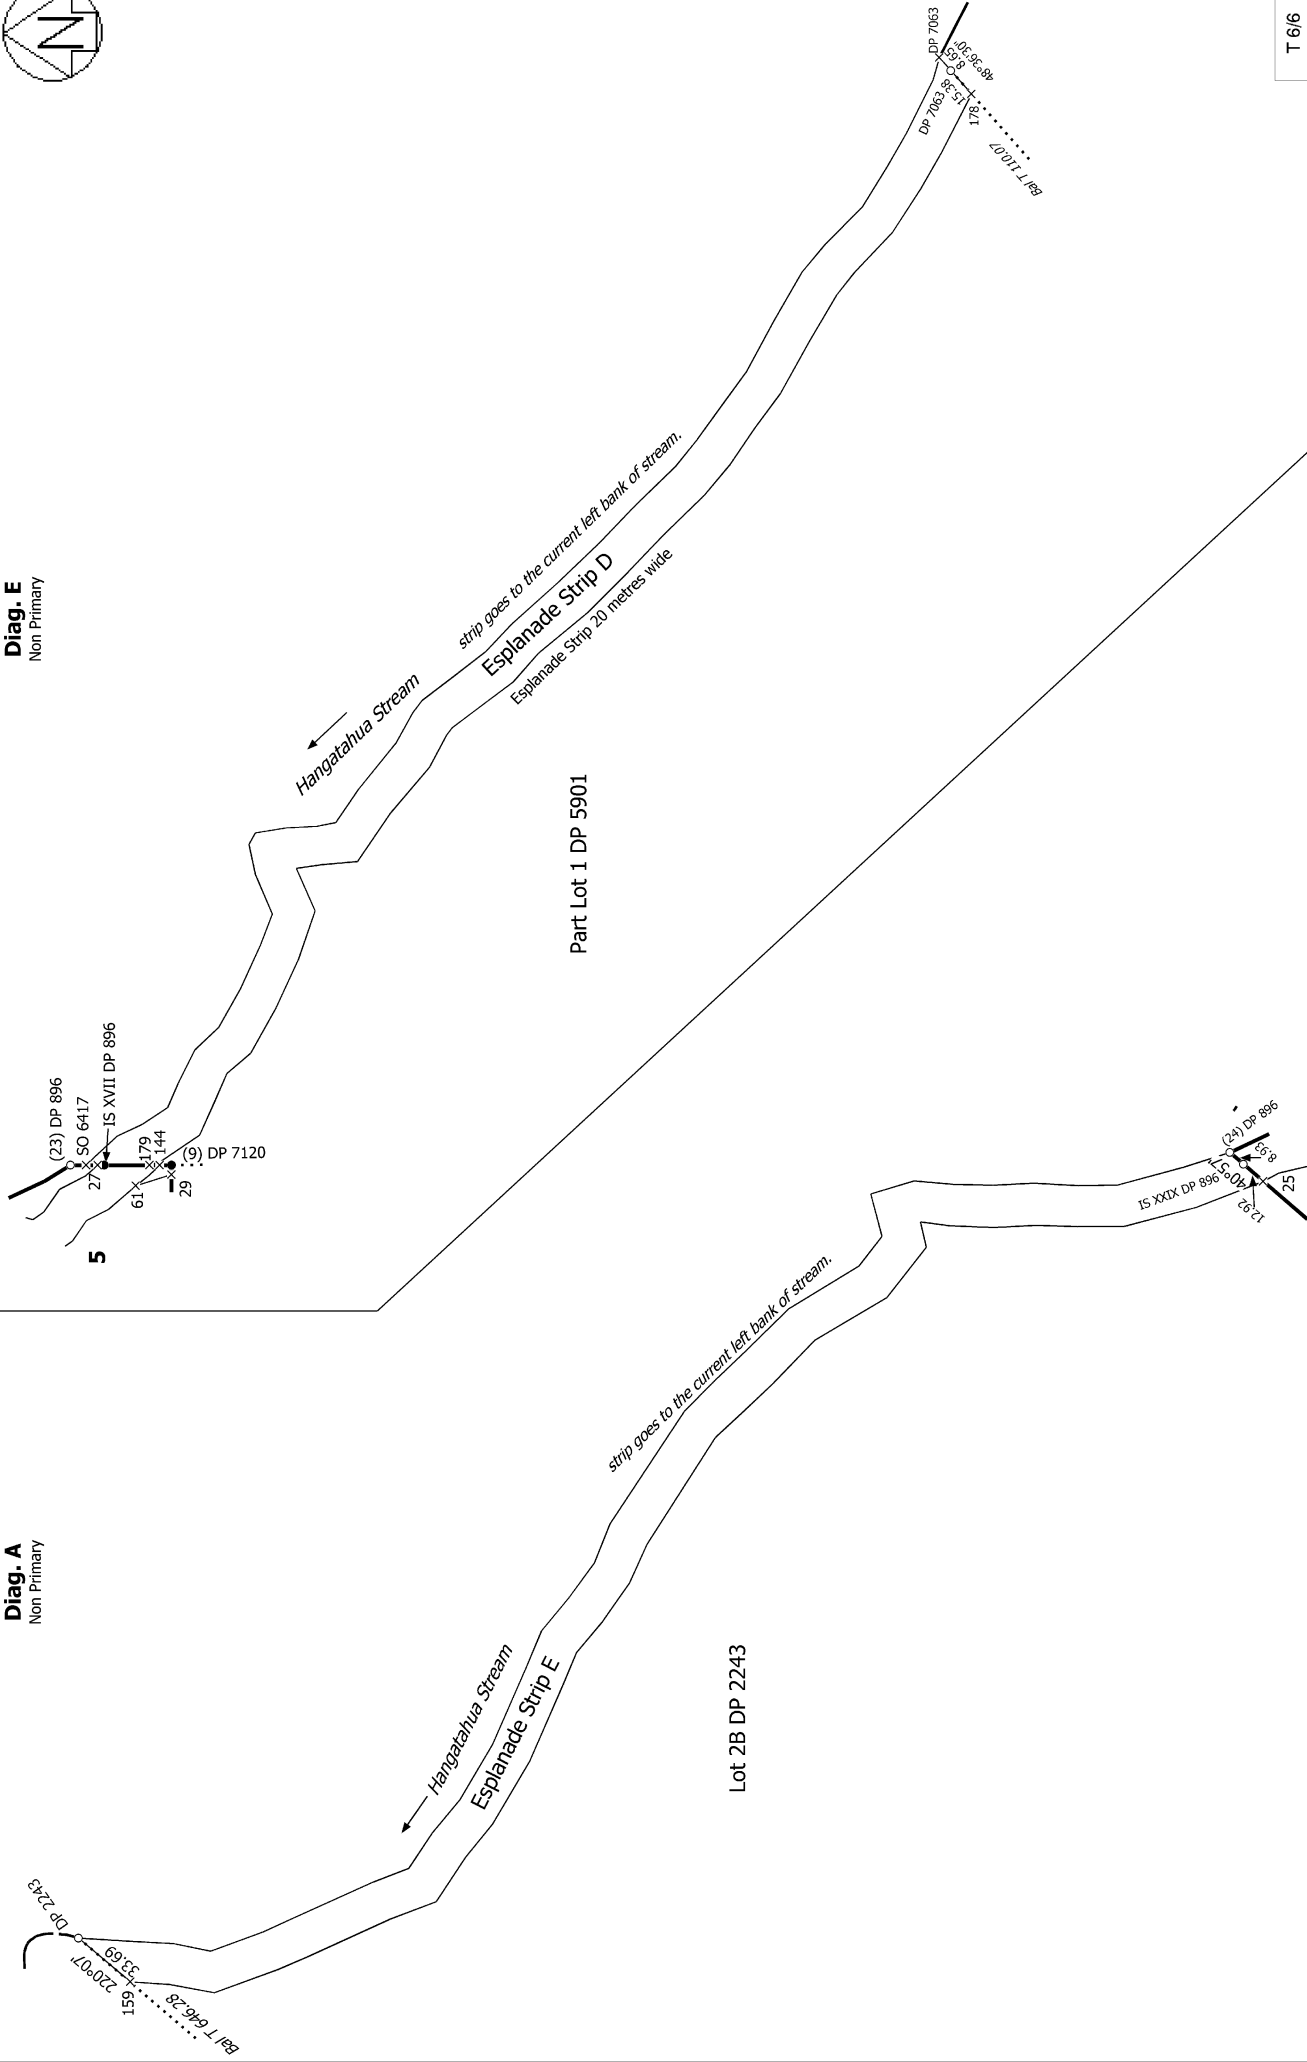 Diag. A
Non Primary
DP 2243
220°07'
33.69
159
Bal T 646.28
Hangatahua Stream
Esplanade Strip E
strip goes to the current left bank of stream.
Lot 2B DP 2243
IS XXIX DP 896
(24) DP 896
40°57'
8.93
12.92
25
Diag. E
Non Primary
N
5
(23) DP 896
SO 6417
27
IS XVII DP 896
179
144
61
29
(9) DP 7120
Hangatahua Stream
strip goes to the current left bank of stream.
Esplanade Strip D
Esplanade Strip 20 metres wide
Part Lot 1 DP 5901
DP 7063
DP 7063
8.65
48°36'30"
15.38
178
Bal T 110.07
T 6/6